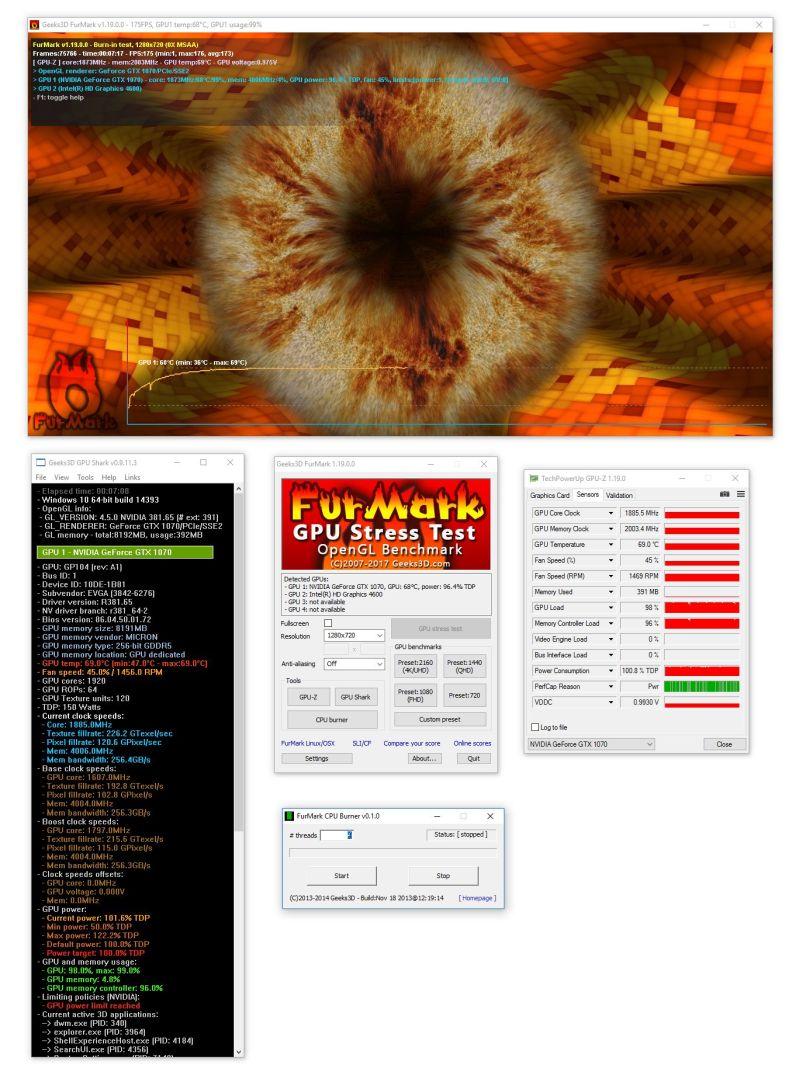 Geeks3D FurMark v1.19.0.0 - 175FPS, GPU1 temp:68°C, GPU1 usage:99%
FurMark v1.19.0.0 - Burn-in test, 1280x720 (0X MSAA)
Frames:75766 - time:00:07:17 - FPS:175 (min:1, max:176, avg:173)
[ GPU-Z ] core:1873MHz - mem:2003MHz - GPU temp:69°C - GPU voltage:0.975V
> OpenGL renderer: GeForce GTX 1070/PCIe/SSE2
> GPU 1 (NVIDIA GeForce GTX 1070) - core: 1873MHz/68°C/99%, mem: 4006MHz/4%, GPU power: TDP, fan: 45%,
> GPU 2 (Intel(R) HD Graphics 4600)
- F1: toggle help
GPU 1: 68°C (min: 36°C - max: 69°C)
FurMark
Geeks3D GPU Shark v0.9.11.3
File View Tools Help Links
- Elapsed time: 00:07:08
- Windows 10 64-bit build 14393
- OpenGL info:
- GL_VERSION: 4.5.0 NVIDIA 381.65 (# ext: 391)
- GL_RENDERER: GeForce GTX 1070/PCIe/SSE2
- GL memory - total:8192MB, usage:392MB
GPU 1 - NVIDIA GeForce GTX 1070
- GPU: GP104 [rev: A1]
- Bus ID: 1
- Device ID: 10DE-1B81
- Subvendor: EVGA (3842-6276)
- Driver version: R381.65
- NV driver branch: r381_64-2
- Bios version: 86.04.50.01.72
- GPU memory size: 8191MB
- GPU memory vendor: MICRON
- GPU memory type: 256-bit GDDR5
- GPU memory location: GPU dedicated
- GPU temp: 69.0°C [min:47.0°C - max:69.0°C]
- Fan speed: 45.0% / 1456.0 RPM
- GPU cores: 1920
- GPU ROPs: 64
- GPU Texture units: 120
- TDP: 150 Watts
- Current clock speeds:
- Core: 1885.0MHz
- Texture fillrate: 226.2 GTexel/sec
- Pixel fillrate: 120.6 GPixel/sec
- Mem: 4006.0MHz
- Mem bandwidth: 256.4GB/s
- Base clock speeds:
- GPU core: 1607.0MHz
- Texture fillrate: 192.8 GTexel/s
- Pixel fillrate: 102.8 GPixel/s
- Mem: 4004.0MHz
- Mem bandwidth: 256.3GB/s
- Boost clock speeds:
- GPU core: 1797.0MHz
- Texture fillrate: 215.6 GTexel/s
- Pixel fillrate: 115.0 GPixel/s
- Mem: 4004.0MHz
- Mem bandwidth: 256.3GB/s
- Clock speeds offsets:
- GPU core: 0.0MHz
- GPU voltage: 0.000V
- Mem: 0.0MHz
- GPU power:
- Current power: 101.6% TDP
- Min power: 50.0% TDP
- Max power: 122.2% TDP
- Default power: 100.0% TDP
- Power target: 100.0% TDP
- GPU and memory usage:
- GPU: 98.0%, max: 99.0%
- GPU memory: 4.8%
- GPU memory controller: 96.0%
- Limiting policies (NVIDIA):
- GPU power limit reached
- Current active 3D applications:
--> dwm.exe (PID: 340)
--> explorer.exe (PID: 3964)
--> ShellExperienceHost.exe (PID: 4184)
--> SearchUI.exe (PID: 4356)
Geeks3D FurMark 1.19.0.0
FurMark
GPU Stress Test
OpenGL Benchmark
(C)2007-2017 Geeks3D.com
Detected GPUs:
- GPU 1: NVIDIA GeForce GTX 1070, GPU: 68°C, power: 96.4% TDP
- GPU 2: Intel(R) HD Graphics 4600
- GPU 3: not available
- GPU 4: not available
Fullscreen
GPU stress test
Resolution 1280x720
x
GPU benchmarks
Anti-aliasing Off
Preset:2160 (4K/UHD)
Preset:1440 (QHD)
Tools
GPU-Z GPU Shark
Preset:1080 (FHD)
Preset:720
CPU burner
Custom preset
FurMark Linux/OSX SLI/CF Compare your score Online scores
Settings About... Quit
TechPowerUp GPU-Z 1.19.0
Graphics Card Sensors Validation
GPU Core Clock 1885.5 MHz
GPU Memory Clock 2003.4 MHz
GPU Temperature 69.0 °C
Fan Speed (%) 45 %
Fan Speed (RPM) 1469 RPM
Memory Used 391 MB
GPU Load 98 %
Memory Controller Load 96 %
Video Engine Load 0 %
Bus Interface Load 0 %
Power Consumption 100.8 % TDP
PerfCap Reason Pwr
VDDC 0.9930 V
Log to file
NVIDIA GeForce GTX 1070 Close
FurMark CPU Burner v0.1.0
# threads
Status: [ stopped ]
Start Stop
(C)2013-2014 Geeks3D - Build:Nov 18 2013@12:19:14 [ Homepage ]